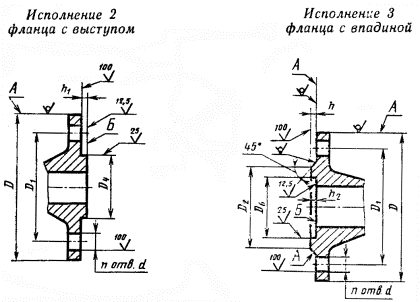 Исполнение 2
фланца с выступом
Исполнение 3
фланца с впадиной
100
A
h₁
12,5
Б
25
D
D₁
D₄
100
n отв. d
A
A
100
h
45°
12,5
h₂
D₂
D₆
Б
25
D₁
D
A
100
n отв. d